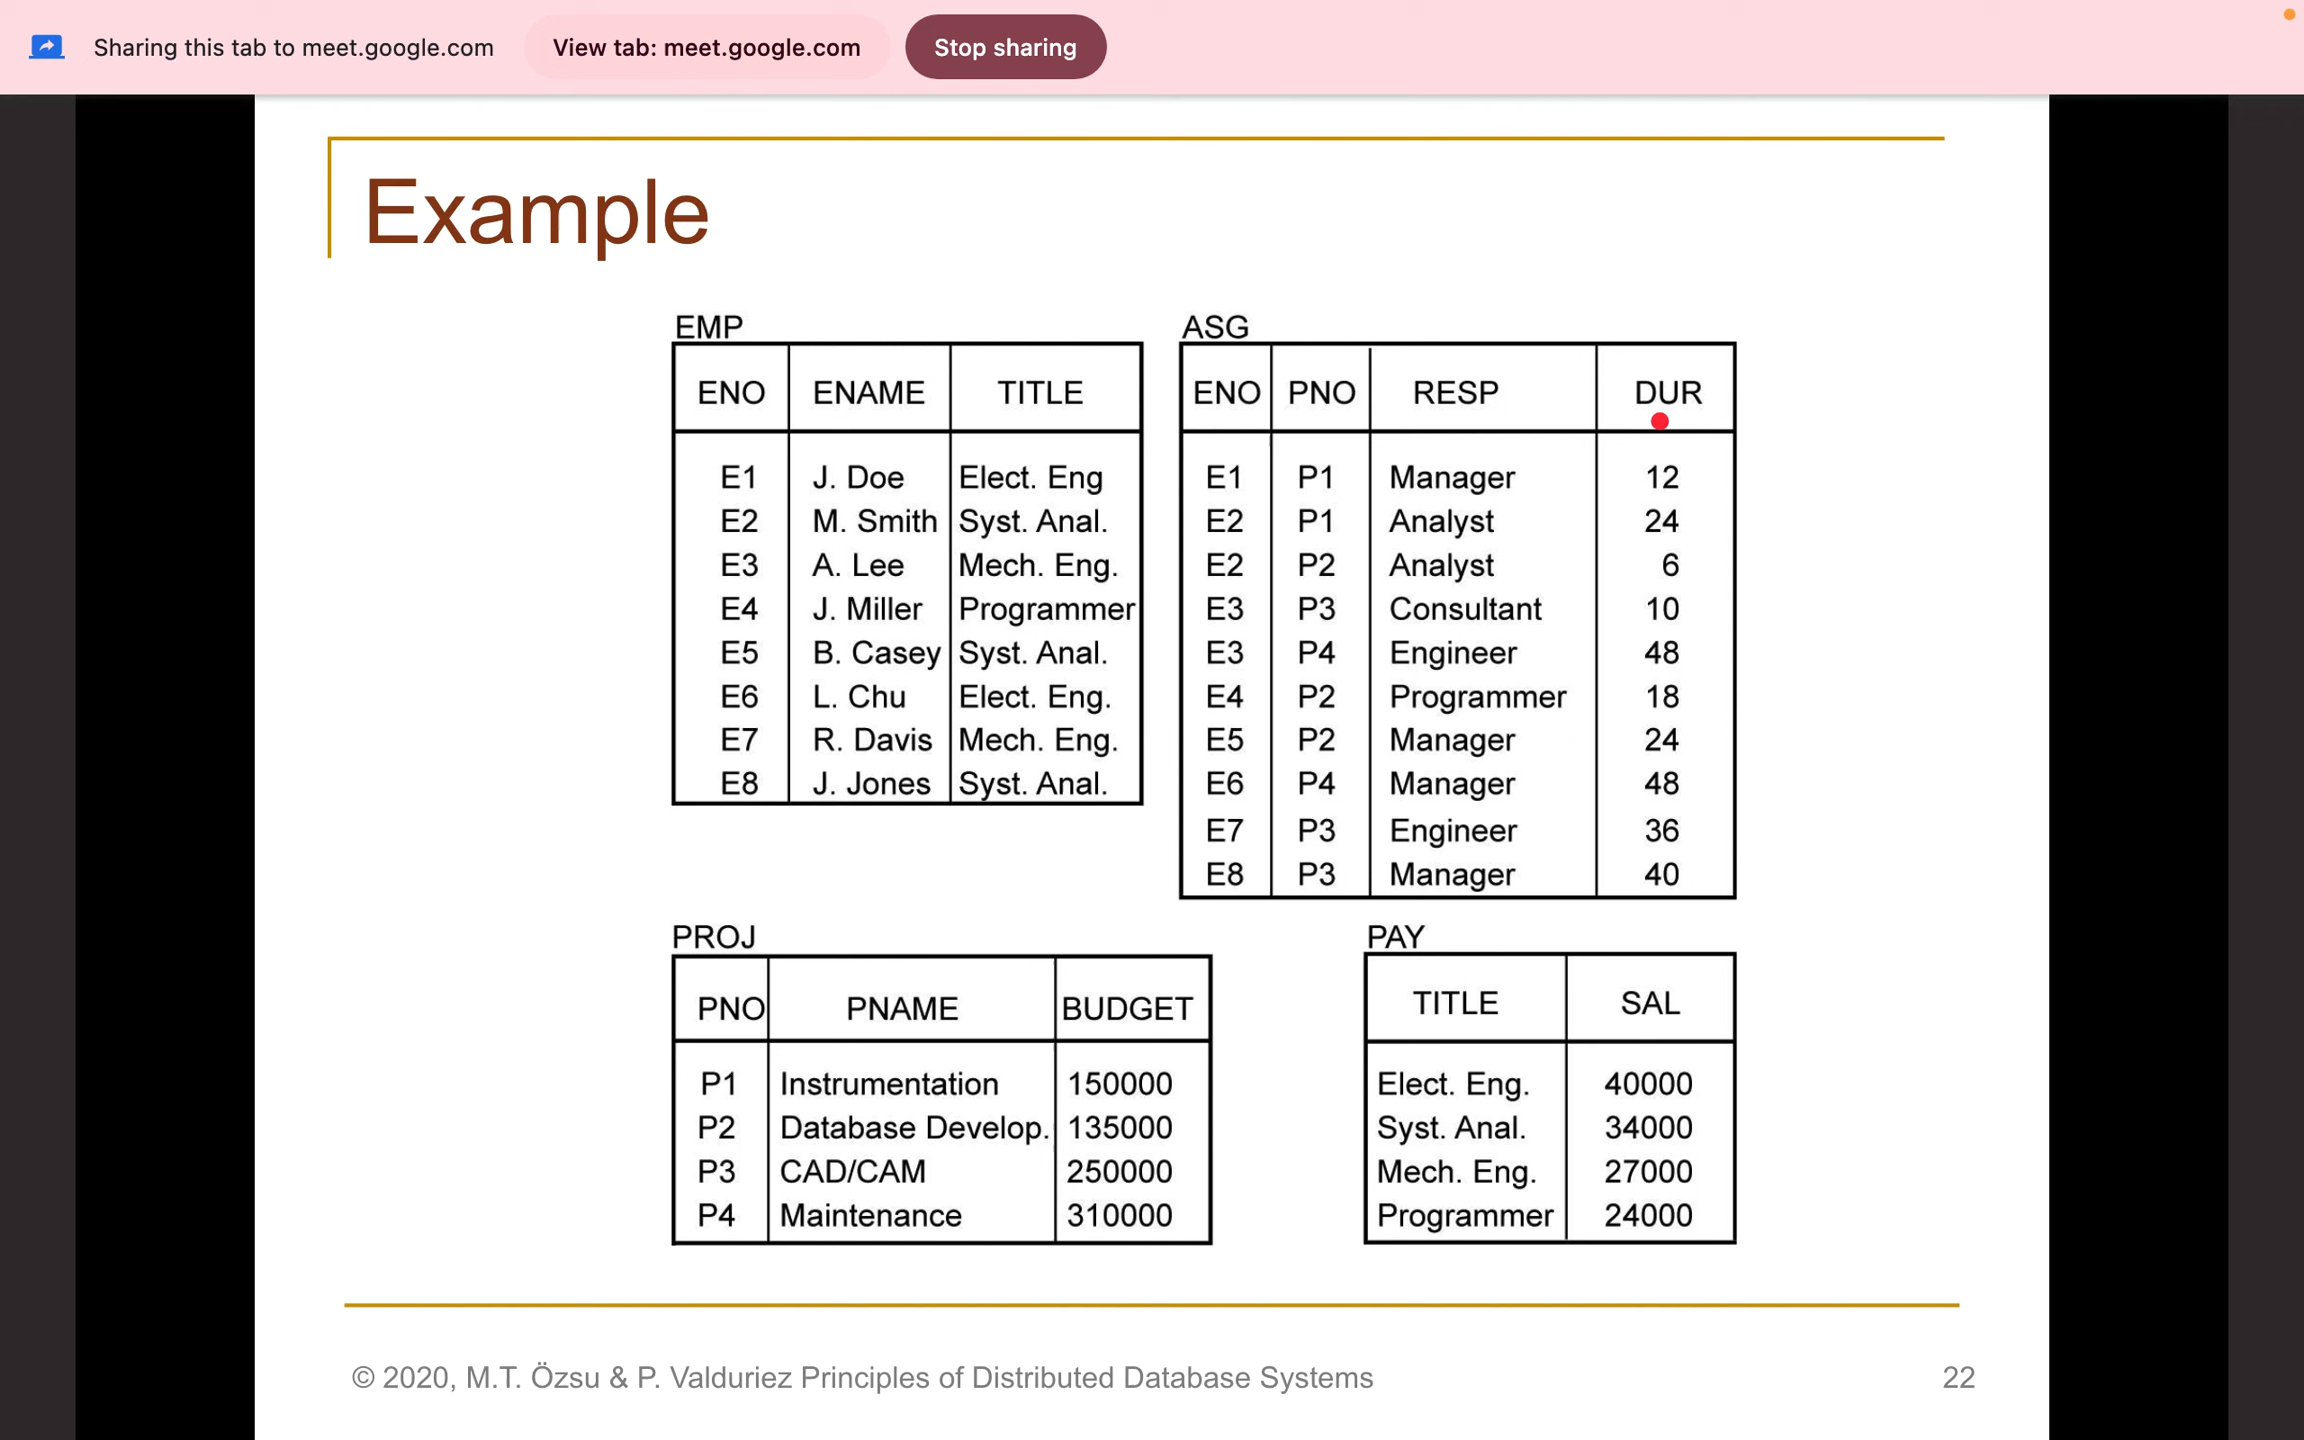 Sharing this tab to meet.google.com View tab: meet.google.com Stop sharing
Example
EMP
ENO ENAME TITLE
E1 J. Doe Elect. Eng
E2 M. Smith Syst. Anal.
E3 A. Lee Mech. Eng.
E4 J. Miller Programmer
E5 B. Casey Syst. Anal.
E6 L. Chu Elect. Eng.
E7 R. Davis Mech. Eng.
E8 J. Jones Syst. Anal.
ASG
ENO PNO RESP DUR
E1 P1 Manager 12
E2 P1 Analyst 24
E2 P2 Analyst 6
E3 P3 Consultant 10
E3 P4 Engineer 48
E4 P2 Programmer 18
E5 P2 Manager 24
E6 P4 Manager 48
E7 P3 Engineer 36
E8 P3 Manager 40
PROJ
PNO PNAME BUDGET
P1 Instrumentation 150000
P2 Database Develop. 135000
P3 CAD/CAM 250000
P4 Maintenance 310000
PAY
TITLE SAL
Elect. Eng. 40000
Syst. Anal. 34000
Mech. Eng. 27000
Programmer 24000
© 2020, M.T. Özsu & P. Valduriez Principles of Distributed Database Systems 22